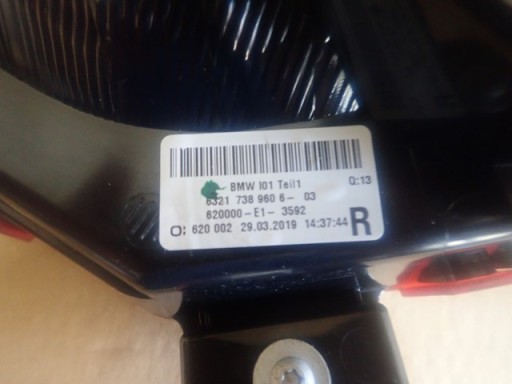 BMW I01 Teil1 Q:13
6321 738 960 6- 03
620000-E1- 3592
O: 620 002 29.03.2019 14:37:44 R